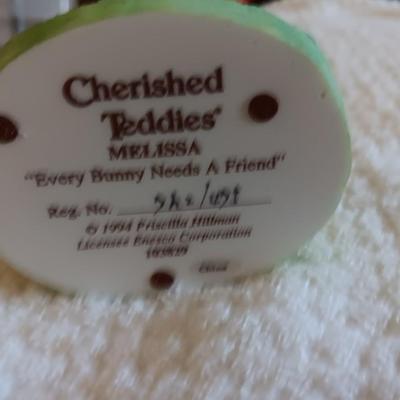 Cherished
Teddies
MELISSA
"Every Bunny Needs A Friend"
Reg. No.
© 1994 Priscilla Hillman
Licensee Enesco Corporation